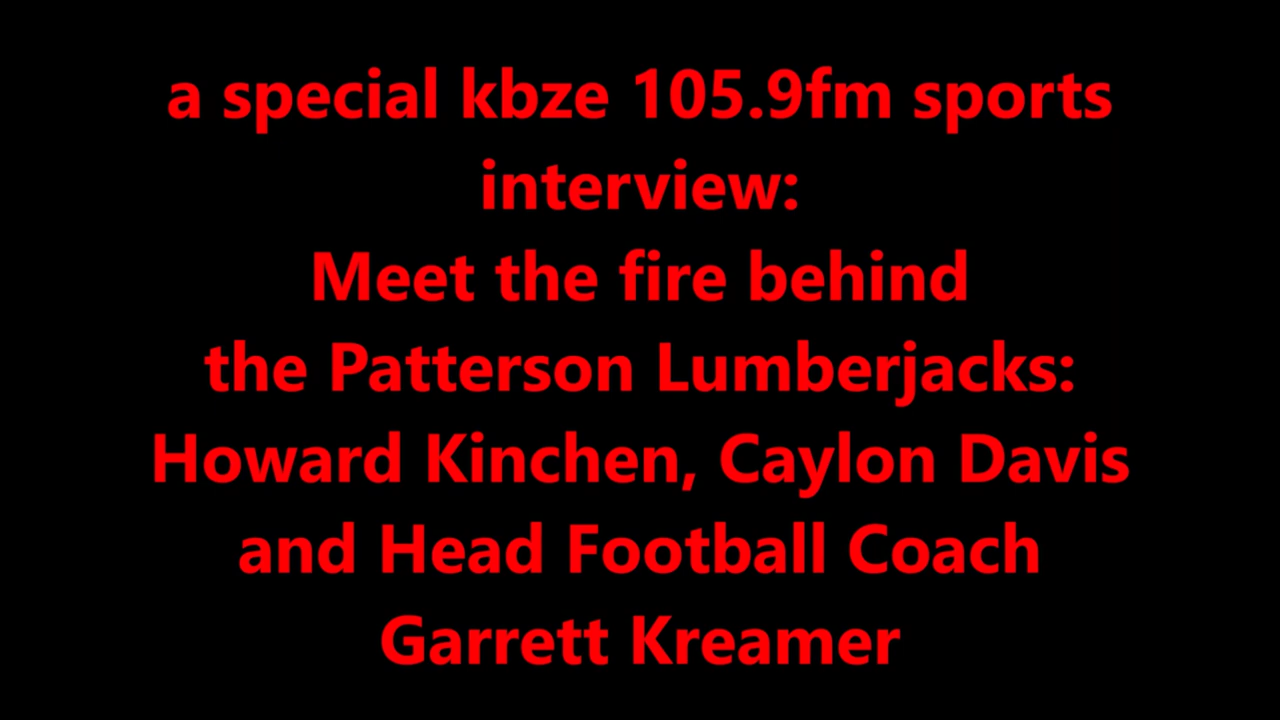 a special kbze 105.9fm sports
interview:
Meet the fire behind
the Patterson Lumberjacks:
Howard Kinchen, Caylon Davis
and Head Football Coach
Garrett Kreamer